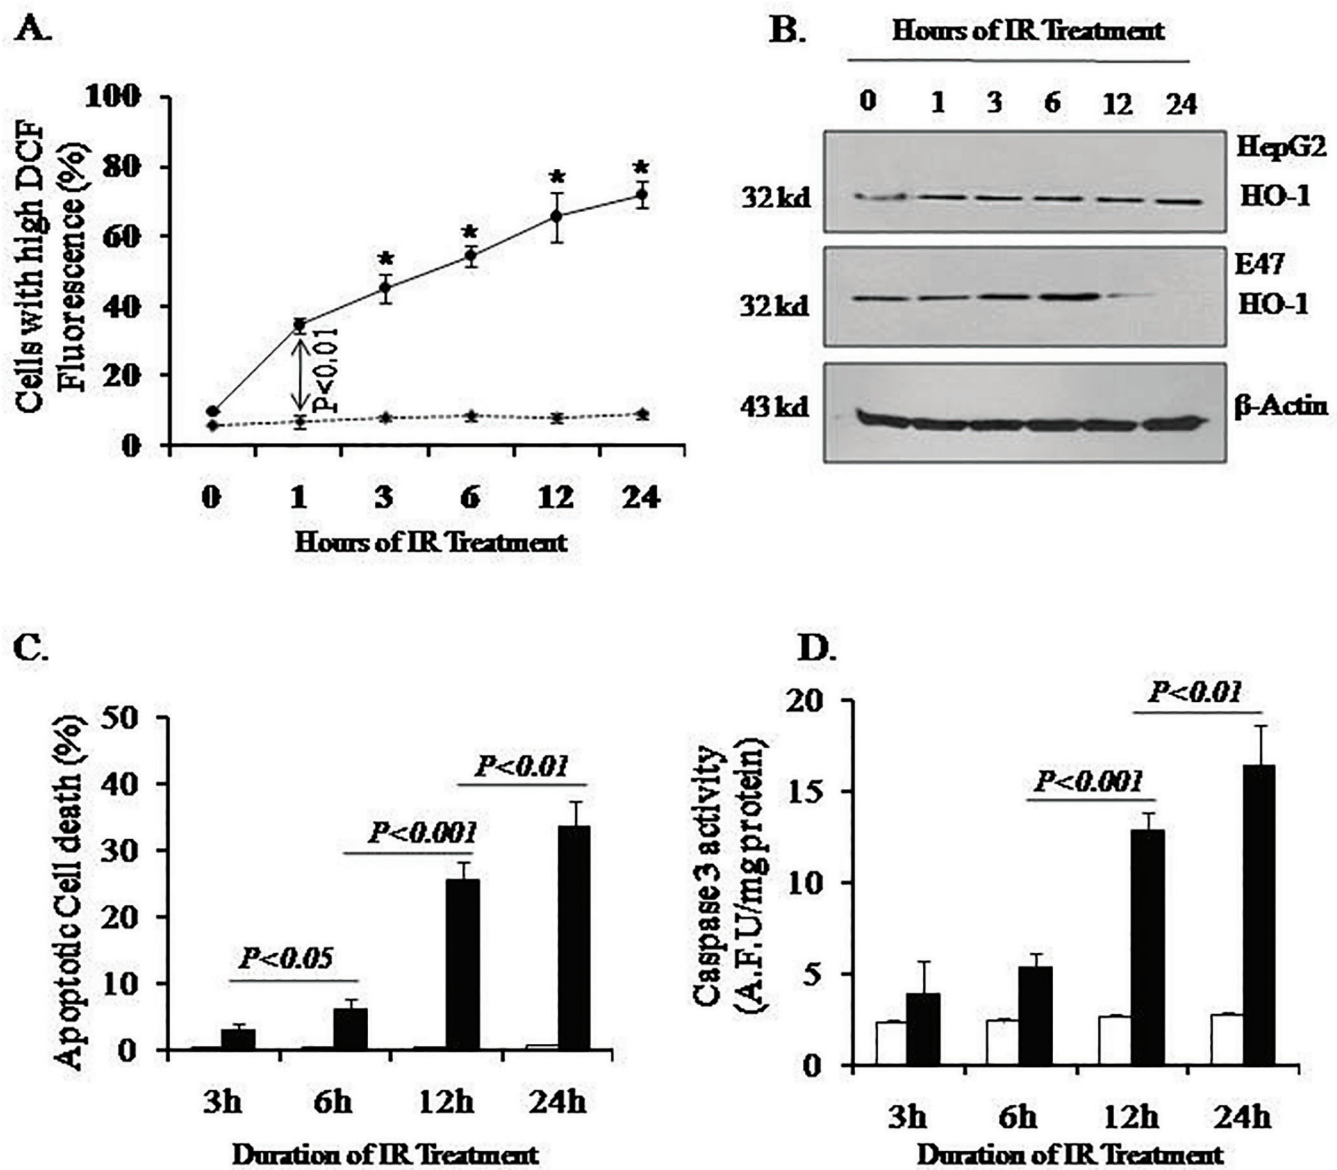 A.
100
80
60
40
20
0
Cells with high DCF
Fluorescence (%)
*
*
*
*
P<0.01
0 1 3 6 12 24
Hours of IR Treatment
B.
Hours of IR Treatment
0 1 3 6 12 24
HepG2
32 kd HO-1
E47
32 kd HO-1
43 kd β-Actin
C.
50
40
30
20
10
0
Apoptotic Cell death (%)
P<0.05
P<0.001
P<0.01
3h 6h 12h 24h
Duration of IR Treatment
D.
20
15
10
5
0
Caspase 3 activity
(A.F.U/mg protein)
P<0.001
P<0.01
3h 6h 12h 24h
Duration of IR Treatment